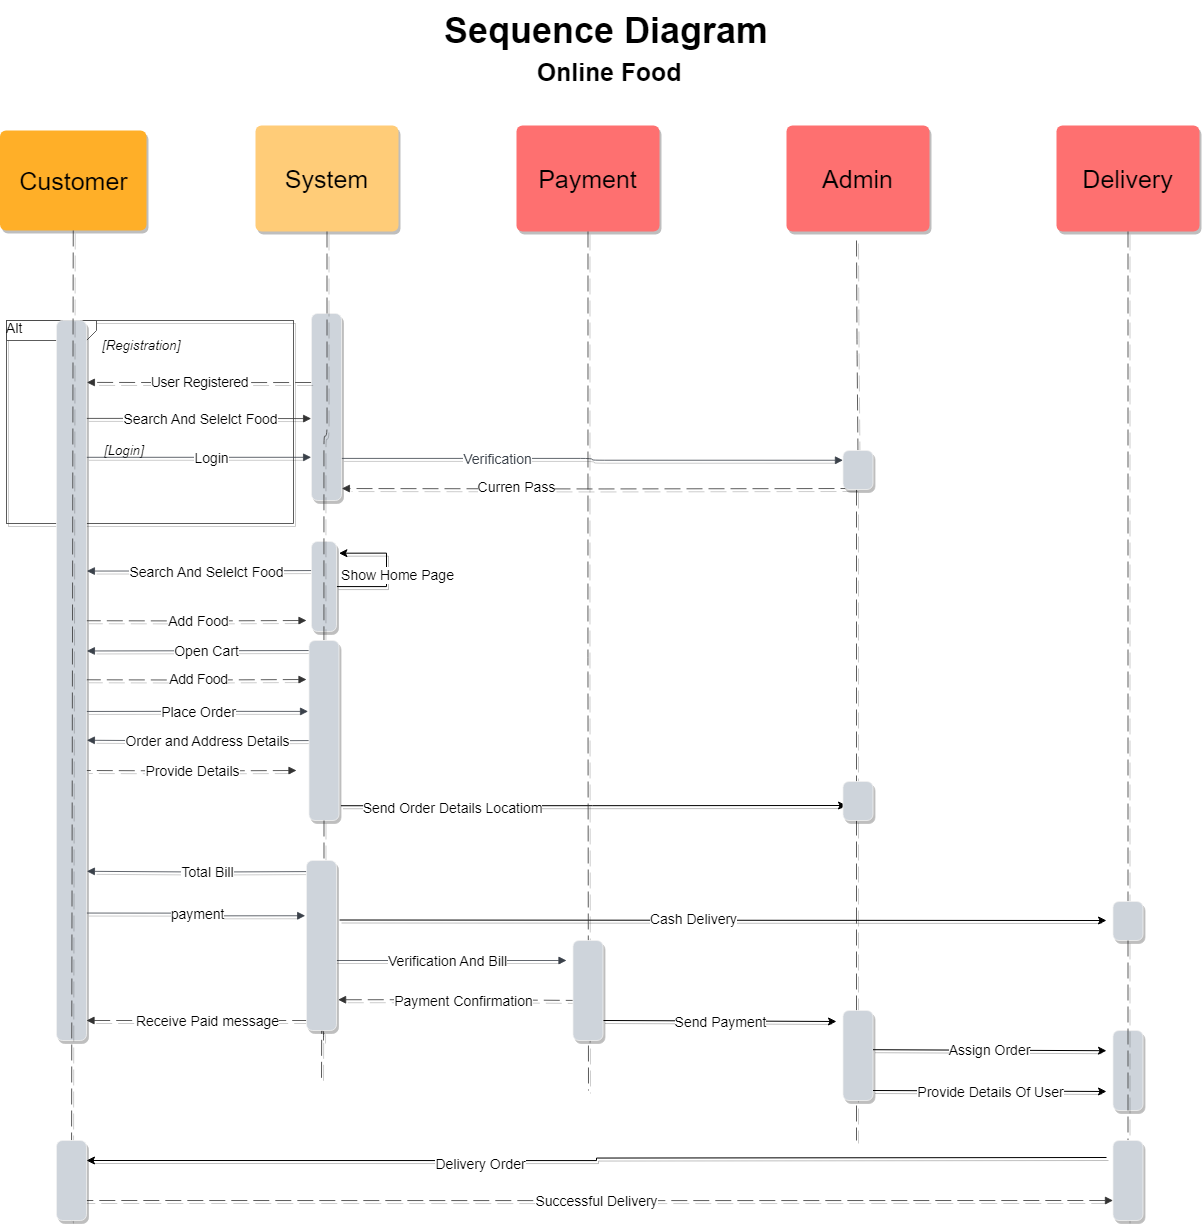 Sequence Diagram
Online Food
Customer
System
Payment
Admin
Delivery
Alt
[Registration]
User Registered
Search And Selelct Food
[Login]
Login
Verification
Curren Pass
Search And Selelct Food
Show Home Page
Add Food
Open Cart
Add Food
Place Order
Order and Address Details
Provide Details
Send Order Details Locatiom
Total Bill
payment
Cash Delivery
Verification And Bill
Payment Confirmation
Receive Paid message
Send Payment
Assign Order
Provide Details Of User
Delivery Order
Successful Delivery